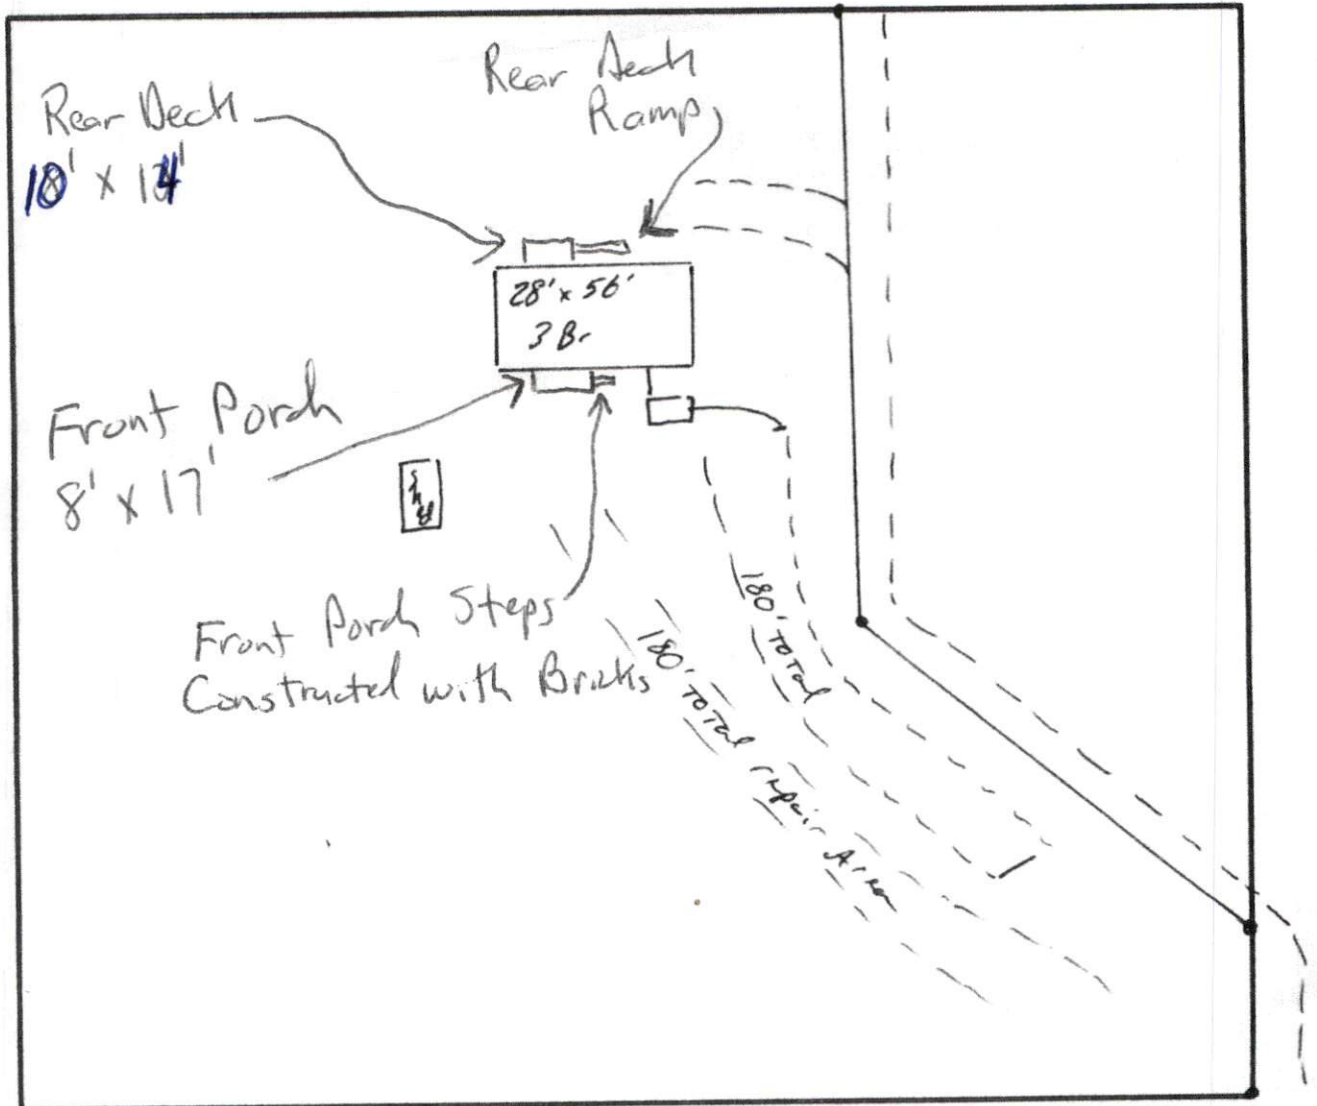 Rear Deck
10' x 14'
Rear Deck
Ramp
28' x 56'
3 Br
Front Porch
8' x 17'
Front Porch Steps
Constructed with Bricks
180' TOTAL
180' TOTAL repair Area